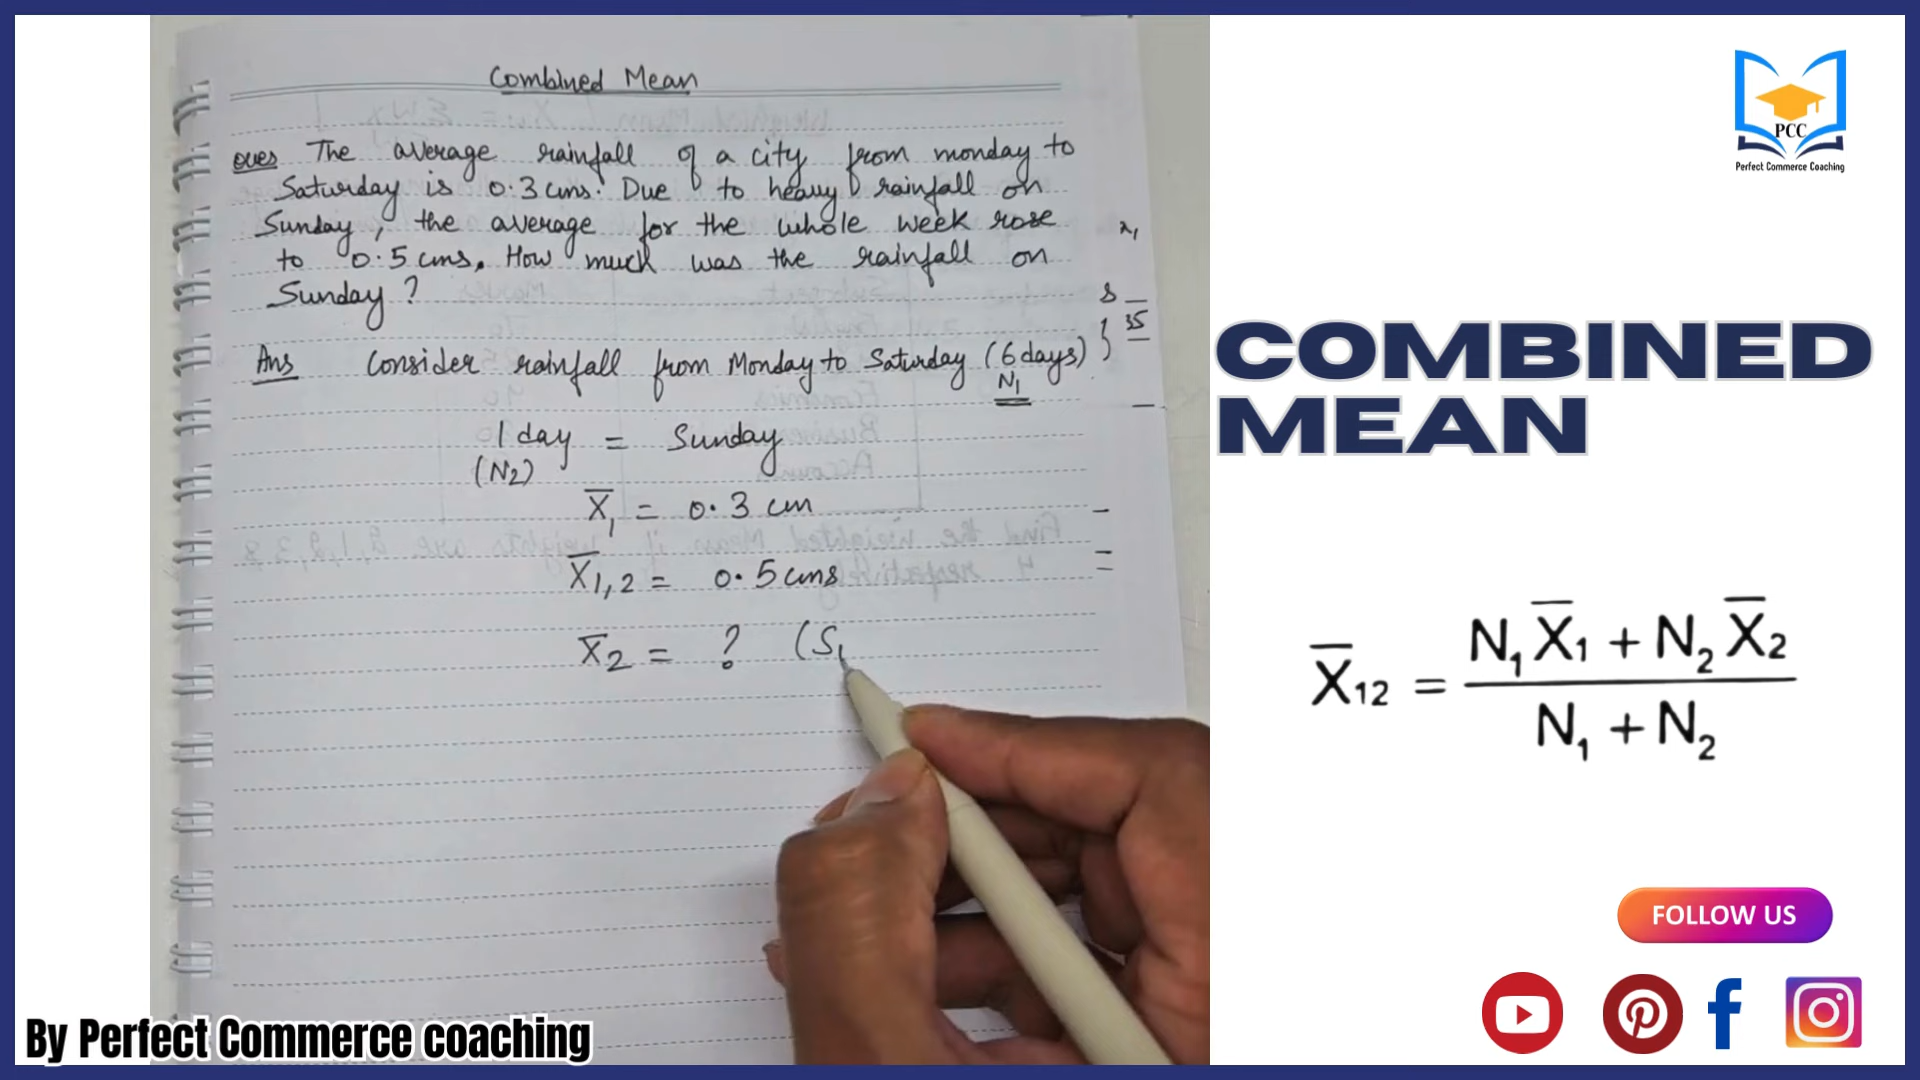 Combined Mean
Ques The average rainfall of a city from monday to
Saturday is 0.3 cms. Due to heavy rainfall on
Sunday, the average for the whole week rose
to 0.5 cms. How much was the rainfall on
Sunday?
Ans Consider rainfall from Monday to Saturday (6 days)
N₁
1 day = Sunday
(N₂)
X̄₁ = 0.3 cm
X̄₁,₂ = 0.5 cms
X̄₂ = ? (S
35
PCC
Perfect Commerce Coaching
COMBINED
MEAN
X̄₁₂ = N₁X̄₁ + N₂X̄₂
N₁ + N₂
FOLLOW US
By Perfect Commerce coaching